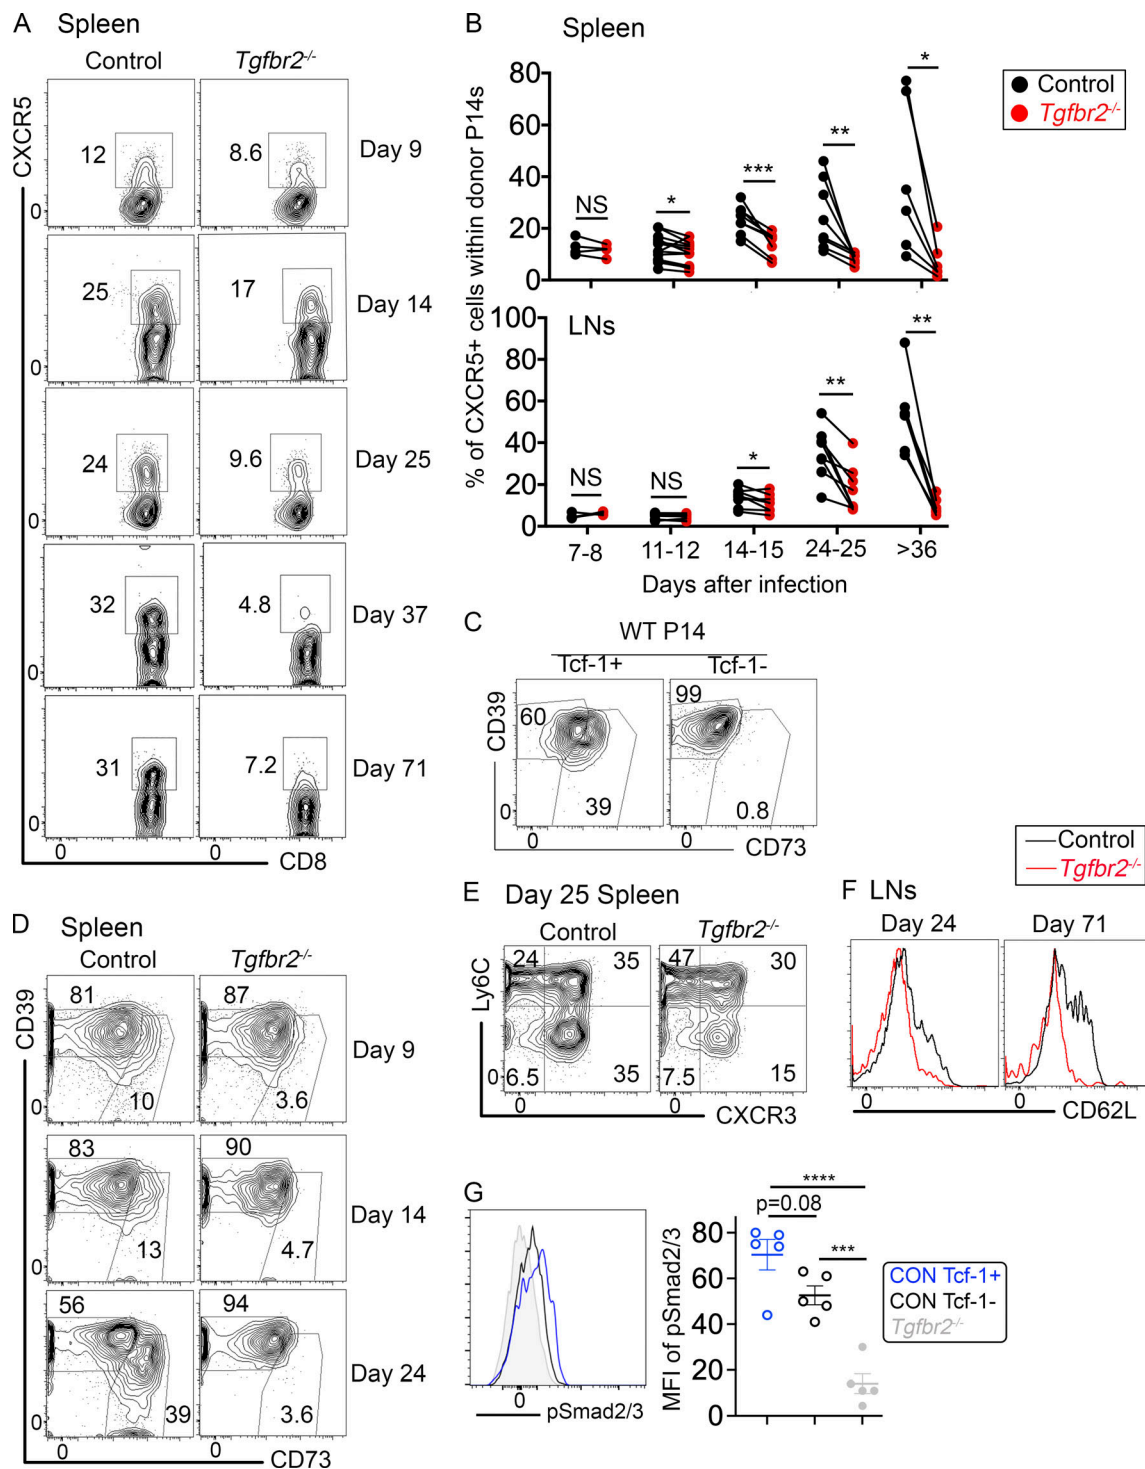 A Spleen
Control Tgfbr2-/-
CXCR5
12 8.6 Day 9
0
25 17 Day 14
0
24 9.6 Day 25
0
32 4.8 Day 37
0
31 7.2 Day 71
0
0 0
CD8
B Spleen
Control
Tgfbr2-/-
% of CXCR5+ cells within donor P14s
80
60
40
20
0
NS * *** ** *
LNs
100
80
60
40
20
0
NS NS * ** **
7-8 11-12 14-15 24-25 >36
Days after infection
C WT P14
Tcf-1+ Tcf-1-
CD39
60 99
39 0.8
0
0 0
CD73
D Spleen
Control Tgfbr2-/-
CD39
81 87 Day 9
10 3.6
0
83 90 Day 14
13 4.7
0
56 94 Day 24
39 3.6
0
0 0
CD73
E Day 25 Spleen
Control Tgfbr2-/-
Ly6C
24 35 47 30
6.5 35 7.5 15
0
0 0
CXCR3
Control
Tgfbr2-/-
F LNs
Day 24 Day 71
0 0
CD62L
G
0
pSmad2/3
MFI of pSmad2/3
80
60
40
20
0
****
p=0.08
***
CON Tcf-1+
CON Tcf-1-
Tgfbr2-/-